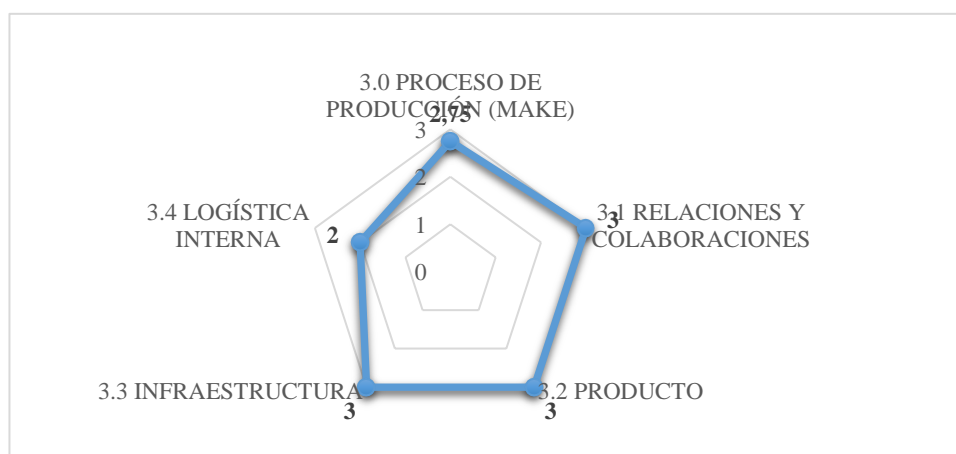 3.0 PROCESO DE
PRODUCCIÓN (MAKE)
2,75
3
2
1
0
3.1 RELACIONES Y
COLABORACIONES
3
3.2 PRODUCTO
3
3.3 INFRAESTRUCTURA
3
3.4 LOGÍSTICA
INTERNA
2